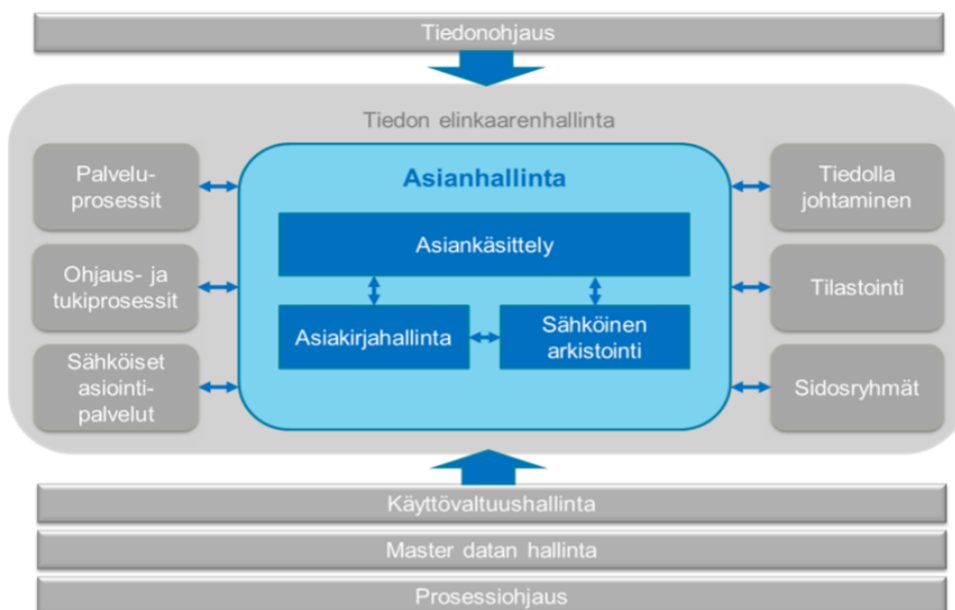 Tiedonohjaus
Tiedon elinkaarenhallinta
Palvelu-
prosessit
Ohjaus- ja
tukiprosessit
Sähköiset
asiointi-
palvelut
Asianhallinta
Asiankäsittely
Asiakirjahallinta
Sähköinen
arkistointi
Tiedolla
johtaminen
Tilastointi
Sidosryhmät
Käyttövaltuushallinta
Master datan hallinta
Prosessiohjaus